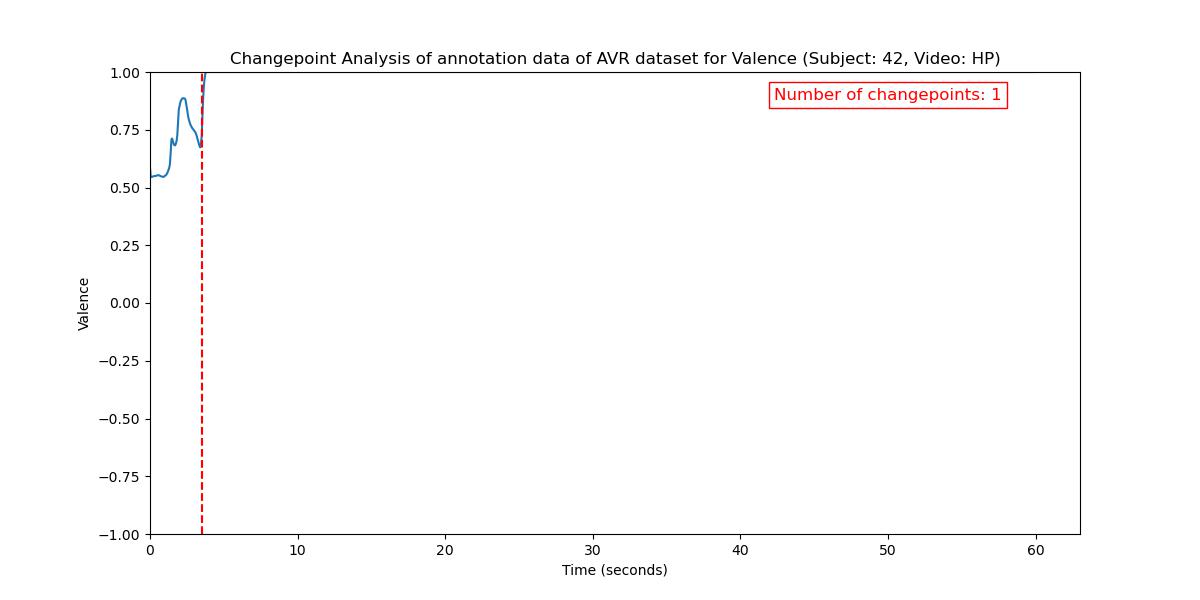 Changepoint Analysis of annotation data of AVR dataset for Valence (Subject: 42, Video: HP)
Number of changepoints: 1
1.00
0.75
0.50
0.25
0.00
−0.25
−0.50
−0.75
−1.00
Valence
0 10 20 30 40 50 60
Time (seconds)